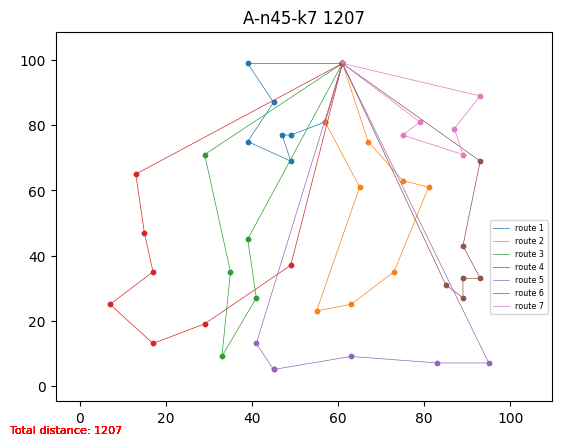 A-n45-k7 1207
100
80
60
40
20
0
0 20 40 60 80 100
route 1
route 2
route 3
route 4
route 5
route 6
route 7
Total distance: 1207